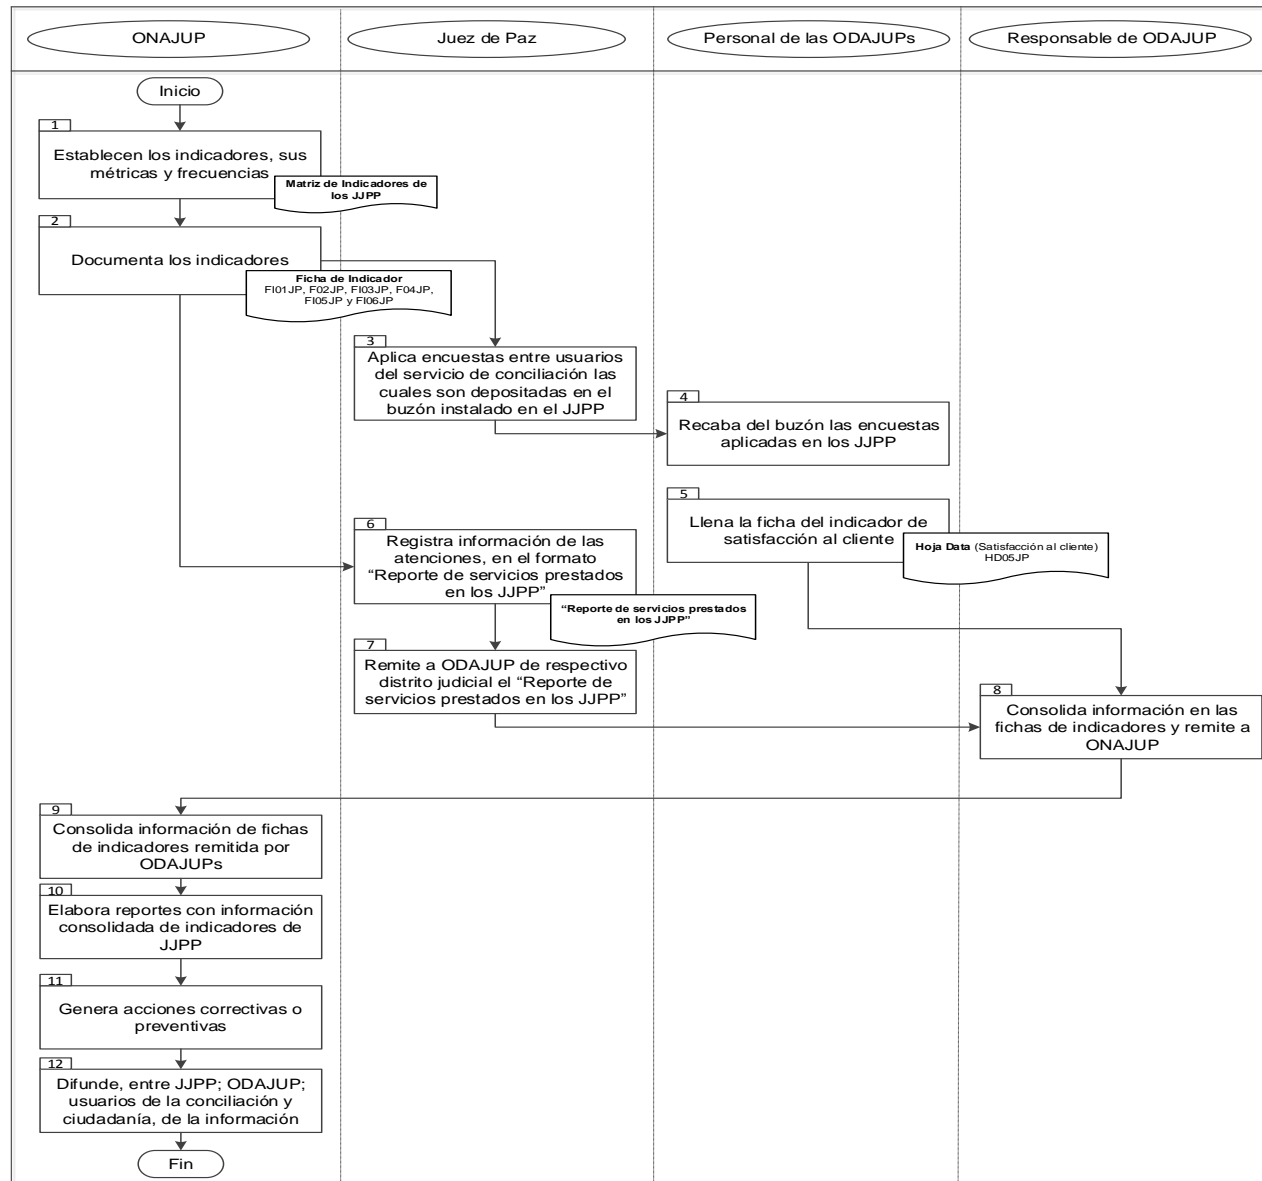 ONAJUP
Juez de Paz
Personal de las ODAJUPs
Responsable de ODAJUP
Inicio
1
Establecen los indicadores, sus
métricas y frecuencias
Matriz de Indicadores de
los JJPP
2
Documenta los indicadores
Ficha de Indicador
FI01JP, F02JP, FI03JP, F04JP,
FI05JP y FI06JP
3
Aplica encuestas entre usuarios
del servicio de conciliación las
cuales son depositadas en el
buzón instalado en el JJPP
4
Recaba del buzón las encuestas
aplicadas en los JJPP
5
Llena la ficha del indicador de
satisfacción al cliente
Hoja Data (Satisfacción al cliente)
HD05JP
6
Registra información de las
atenciones, en el formato
“Reporte de servicios prestados
en los JJPP”
“Reporte de servicios prestados
en los JJPP”
7
Remite a ODAJUP de respectivo
distrito judicial el “Reporte de
servicios prestados en los JJPP”
8
Consolida información en las
fichas de indicadores y remite a
ONAJUP
9
Consolida información de fichas
de indicadores remitida por
ODAJUPs
10
Elabora reportes con información
consolidada de indicadores de
JJPP
11
Genera acciones correctivas o
preventivas
12
Difunde, entre JJPP; ODAJUP;
usuarios de la conciliación y
ciudadanía, de la información
Fin